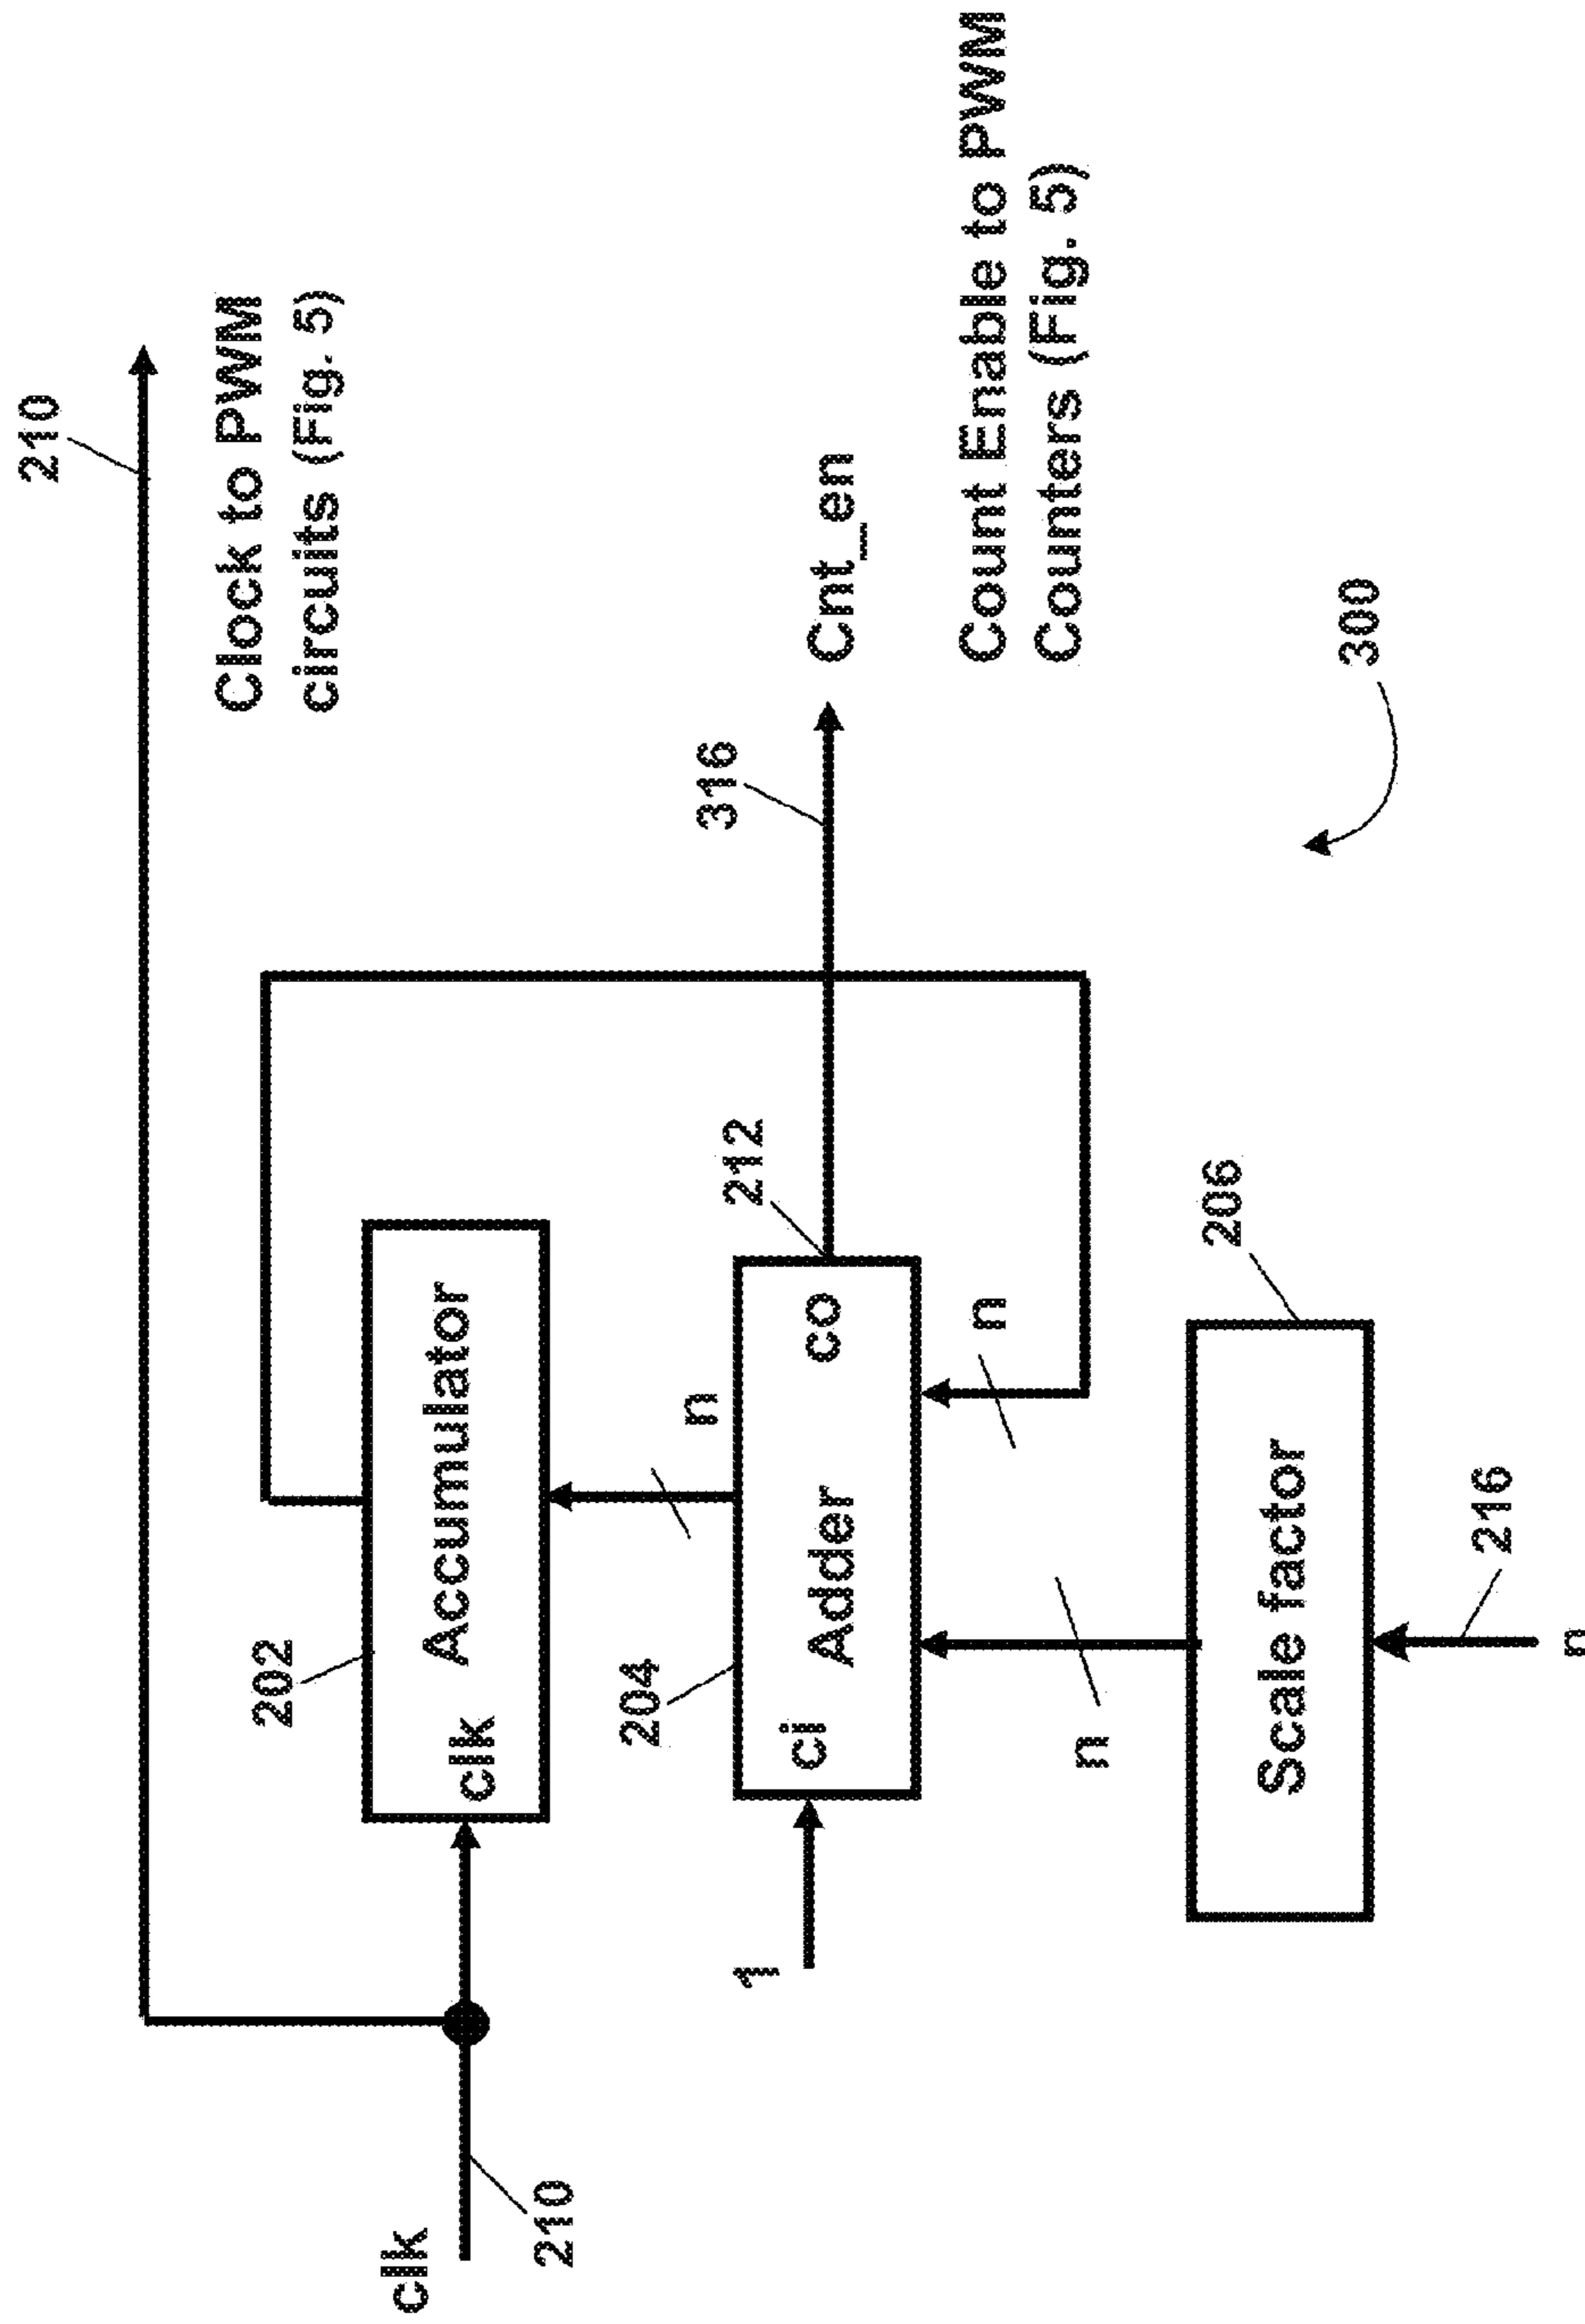 210
Clock to PWM
circuits (Fig. 5)
clk
210
202
clk Accumulator
n
316
Cnt_en
Count Enable to PWM
Counters (Fig. 5)
1
204
ci Adder co
212
n
n
206
Scale factor
216
n
300